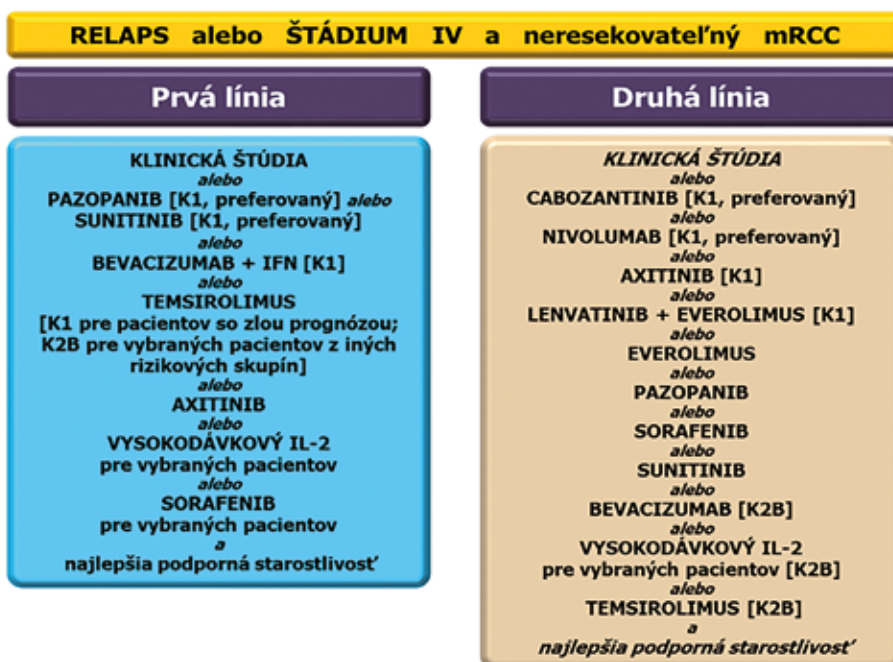 RELAPS alebo ŠTÁDIUM IV a neresekovateľný mRCC
Prvá línia
KLINICKÁ ŠTÚDIA
alebo
PAZOPANIB [K1, preferovaný] alebo
SUNITINIB [K1, preferovaný]
alebo
BEVACIZUMAB + IFN [K1]
alebo
TEMSIROLIMUS
[K1 pre pacientov so zlou prognózou;
K2B pre vybraných pacientov z iných
rizikových skupín]
alebo
AXITINIB
alebo
VYSOKODÁVKOVÝ IL-2
pre vybraných pacientov
alebo
SORAFENIB
pre vybraných pacientov
a
najlepšia podporná starostlivosť
Druhá línia
KLINICKÁ ŠTÚDIA
alebo
CABOZANTINIB [K1, preferovaný]
alebo
NIVOLUMAB [K1, preferovaný]
alebo
AXITINIB [K1]
alebo
LENVATINIB + EVEROLIMUS [K1]
alebo
EVEROLIMUS
alebo
PAZOPANIB
alebo
SORAFENIB
alebo
SUNITINIB
alebo
BEVACIZUMAB [K2B]
alebo
VYSOKODÁVKOVÝ IL-2
pre vybraných pacientov [K2B]
alebo
TEMSIROLIMUS [K2B]
a
najlepšia podporná starostlivosť